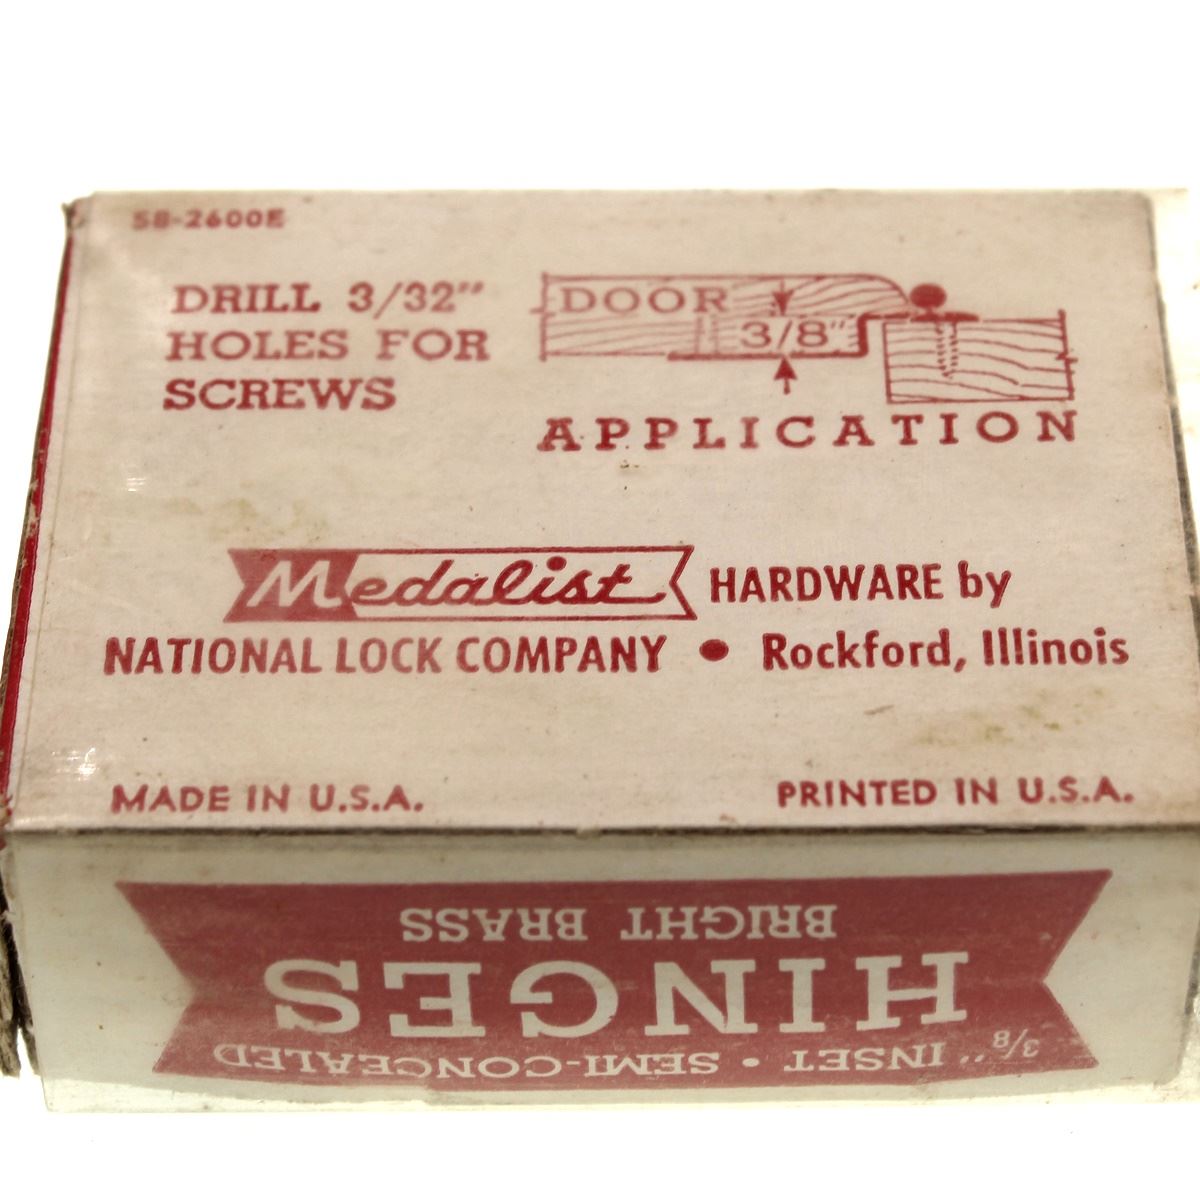 58-2600E
DRILL 3/32"
HOLES FOR
SCREWS
DOOR
3/8"
APPLICATION
Medalist HARDWARE by
NATIONAL LOCK COMPANY • Rockford, Illinois
MADE IN U.S.A.
PRINTED IN U.S.A.
3/8" INSET • SEMI-CONCEALED
HINGES
BRIGHT BRASS